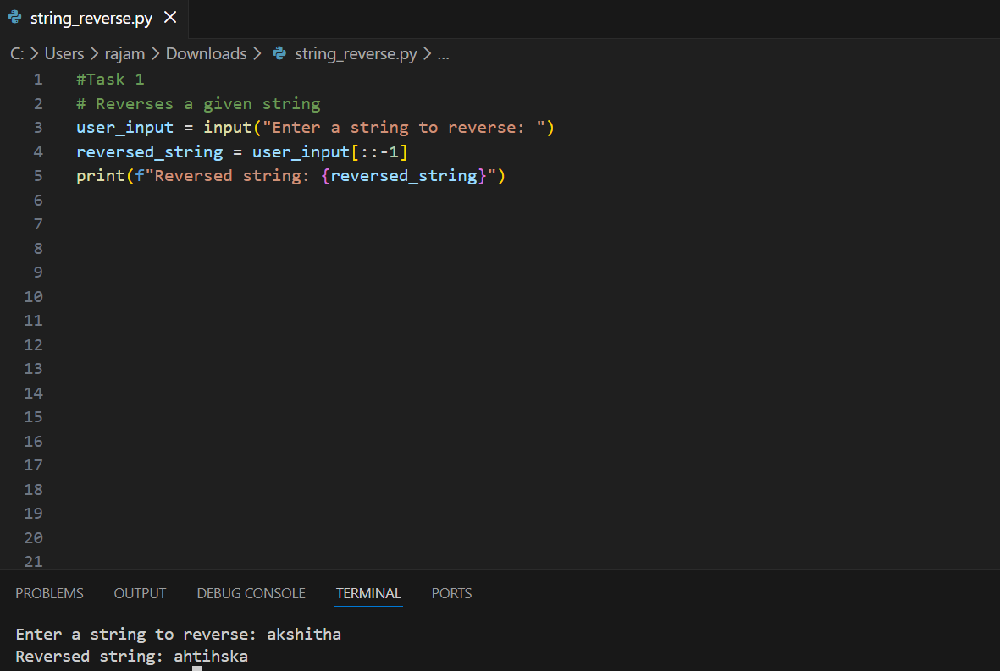 string_reverse.py
C: > Users > rajam > Downloads > string_reverse.py > ...
1 #Task 1
2 # Reverses a given string
3 user_input = input("Enter a string to reverse: ")
4 reversed_string = user_input[::-1]
5 print(f"Reversed string: {reversed_string}")
6
7
8
9
10
11
12
13
14
15
16
17
18
19
20
21
PROBLEMS OUTPUT DEBUG CONSOLE TERMINAL PORTS
Enter a string to reverse: akshitha
Reversed string: ahtihska